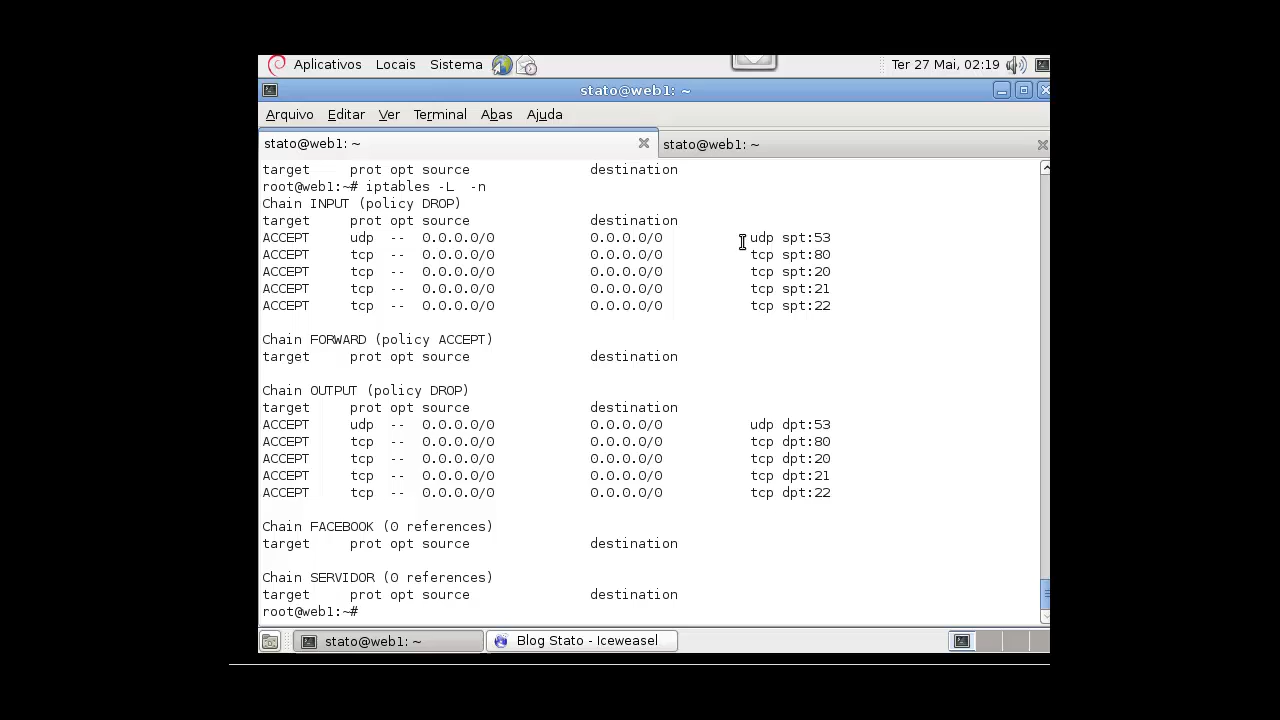 Aplicativos Locais Sistema Ter 27 Mai, 02:19
stato@web1: ~
Arquivo Editar Ver Terminal Abas Ajuda
stato@web1: ~ stato@web1: ~
target prot opt source destination
root@web1:~# iptables -L  -n
Chain INPUT (policy DROP)
target prot opt source destination
ACCEPT udp -- 0.0.0.0/0 0.0.0.0/0 udp spt:53
ACCEPT tcp -- 0.0.0.0/0 0.0.0.0/0 tcp spt:80
ACCEPT tcp -- 0.0.0.0/0 0.0.0.0/0 tcp spt:20
ACCEPT tcp -- 0.0.0.0/0 0.0.0.0/0 tcp spt:21
ACCEPT tcp -- 0.0.0.0/0 0.0.0.0/0 tcp spt:22
Chain FORWARD (policy ACCEPT)
target prot opt source destination
Chain OUTPUT (policy DROP)
target prot opt source destination
ACCEPT udp -- 0.0.0.0/0 0.0.0.0/0 udp dpt:53
ACCEPT tcp -- 0.0.0.0/0 0.0.0.0/0 tcp dpt:80
ACCEPT tcp -- 0.0.0.0/0 0.0.0.0/0 tcp dpt:20
ACCEPT tcp -- 0.0.0.0/0 0.0.0.0/0 tcp dpt:21
ACCEPT tcp -- 0.0.0.0/0 0.0.0.0/0 tcp dpt:22
Chain FACEBOOK (0 references)
target prot opt source destination
Chain SERVIDOR (0 references)
target prot opt source destination
root@web1:~#
stato@web1: ~ Blog Stato - Iceweasel